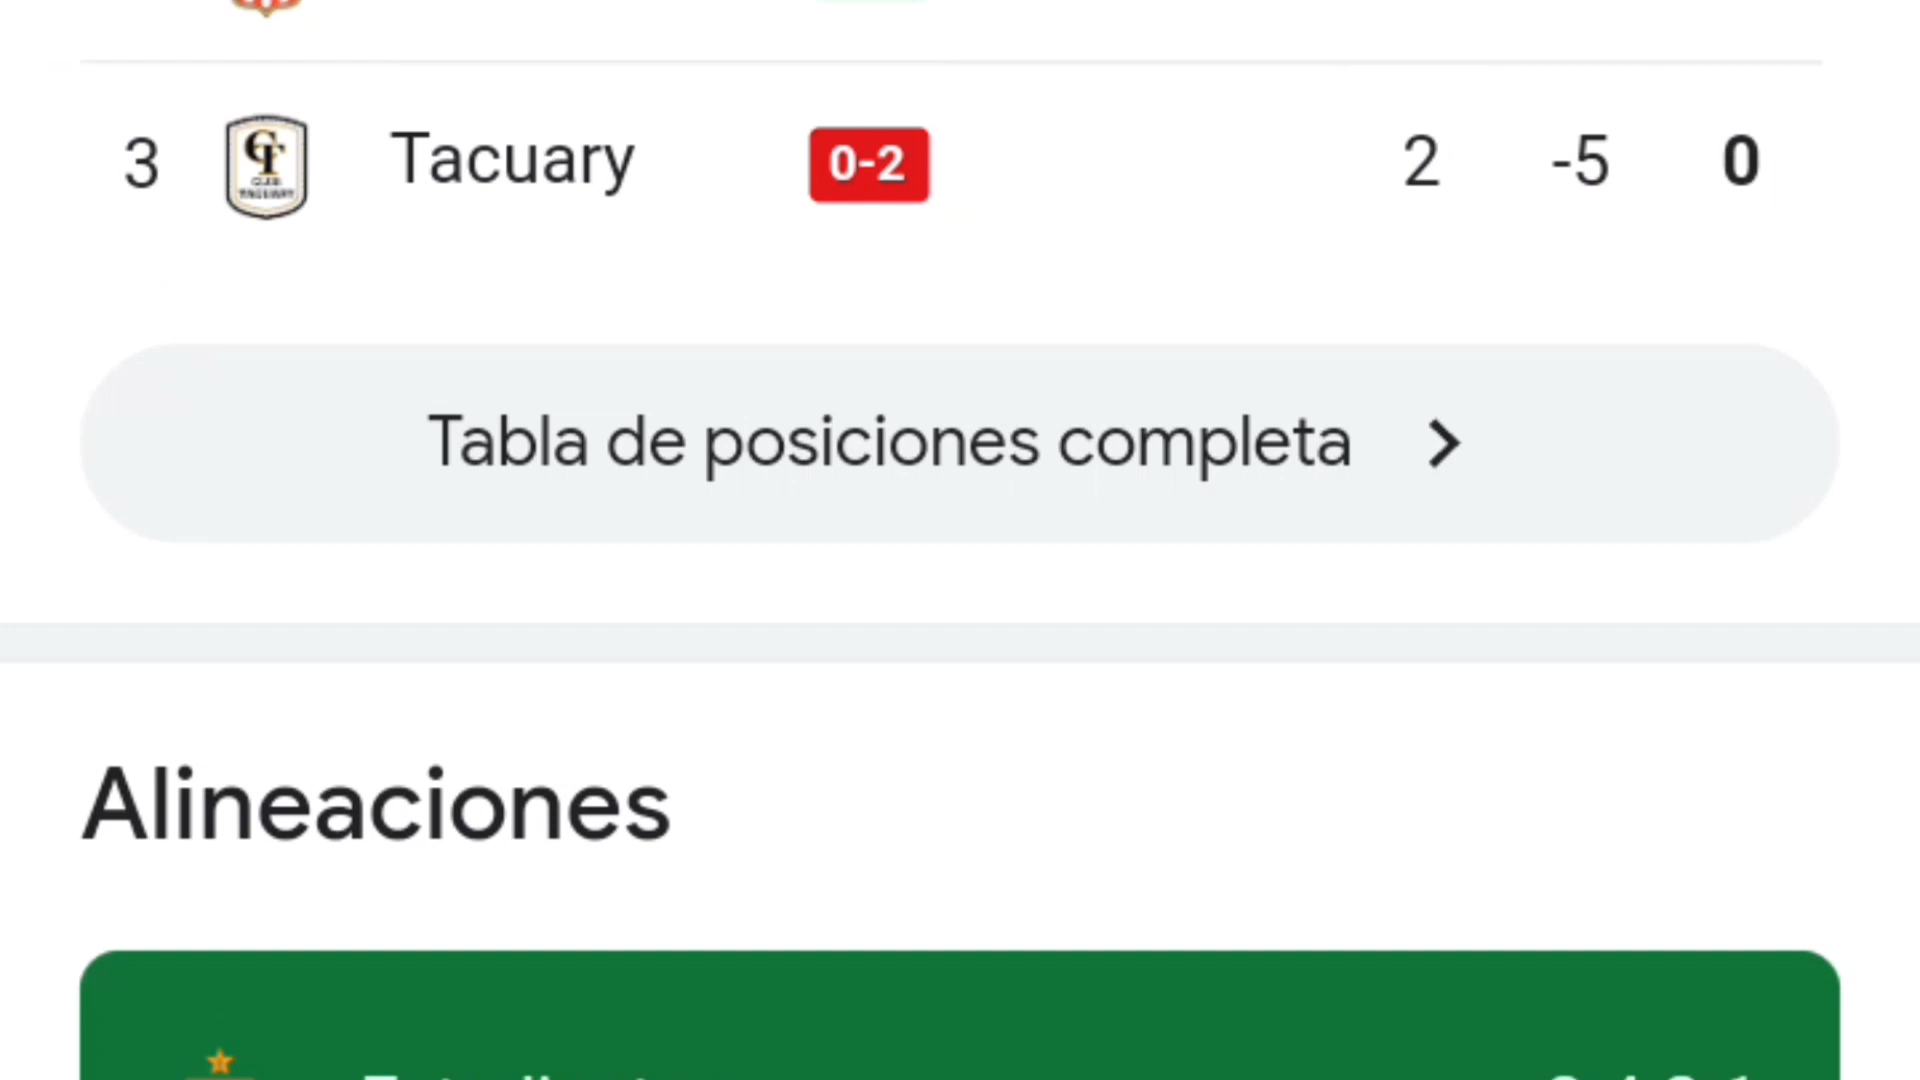 3 Tacuary 0-2 2 -5 0
Tabla de posiciones completa
Alineaciones